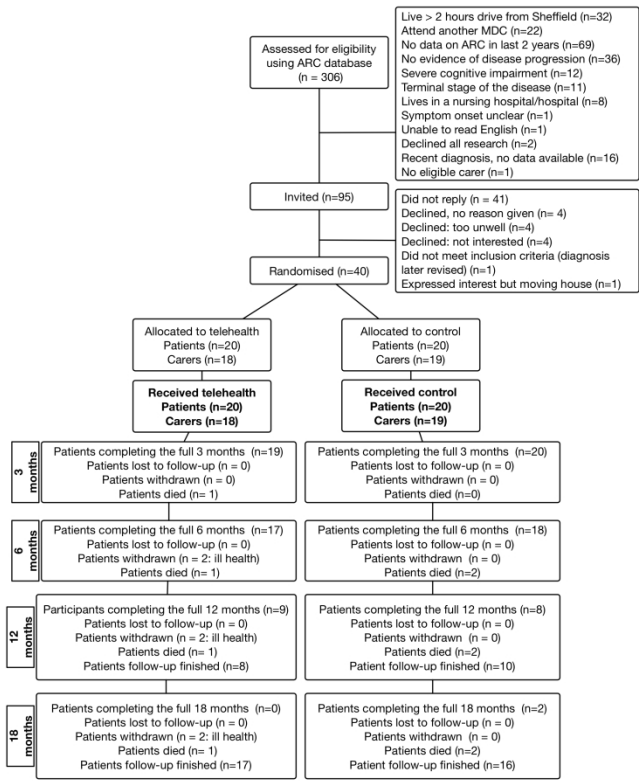 Assessed for eligibility
using ARC database
(n = 306)
Live > 2 hours drive from Sheffield (n=32)
Attend another MDC (n=22)
No data on ARC in last 2 years (n=69)
No evidence of disease progression (n=36)
Severe cognitive impairment (n=12)
Terminal stage of the disease (n=11)
Lives in a nursing hospital/hospital (n=8)
Symptom onset unclear (n=1)
Unable to read English (n=1)
Declined all research (n=2)
Recent diagnosis, no data available (n=16)
No eligible carer (n=1)
Invited (n=95)
Did not reply (n = 41)
Declined, no reason given (n= 4)
Declined: too unwell (n=4)
Declined: not interested (n=4)
Did not meet inclusion criteria (diagnosis
later revised) (n=1)
Expressed interest but moving house (n=1)
Randomised (n=40)
Allocated to telehealth
Patients (n=20)
Carers (n=18)
Allocated to control
Patients (n=20)
Carers (n=19)
Received telehealth
Patients (n=20)
Carers (n=18)
Received control
Patients (n=20)
Carers (n=19)
3
months
Patients completing the full 3 months (n=19)
Patients lost to follow-up (n = 0)
Patients withdrawn (n = 0)
Patients died (n= 1)
Patients completing the full 3 months (n=20)
Patients lost to follow-up (n = 0)
Patients withdrawn (n = 0)
Patients died (n=0)
6
months
Patients completing the full 6 months (n=17)
Patients lost to follow-up (n = 0)
Patients withdrawn (n = 2: ill health)
Patients died (n= 1)
Patients completing the full 6 months (n=18)
Patients lost to follow-up (n = 0)
Patients withdrawn (n = 0)
Patients died (n=2)
12
months
Participants completing the full 12 months (n=9)
Patients lost to follow-up (n = 0)
Patients withdrawn (n = 2: ill health)
Patients died (n= 1)
Patients follow-up finished (n=8)
Patients completing the full 12 months (n=8)
Patients lost to follow-up (n = 0)
Patients withdrawn (n = 0)
Patients died (n=2)
Patient follow-up finished (n=10)
18
months
Patients completing the full 18 months (n=0)
Patients lost to follow-up (n = 0)
Patients withdrawn (n = 2: ill health)
Patients died (n= 1)
Patients follow-up finished (n=17)
Patients completing the full 18 months (n=2)
Patients lost to follow-up (n = 0)
Patients withdrawn (n = 0)
Patients died (n=2)
Patient follow-up finished (n=16)